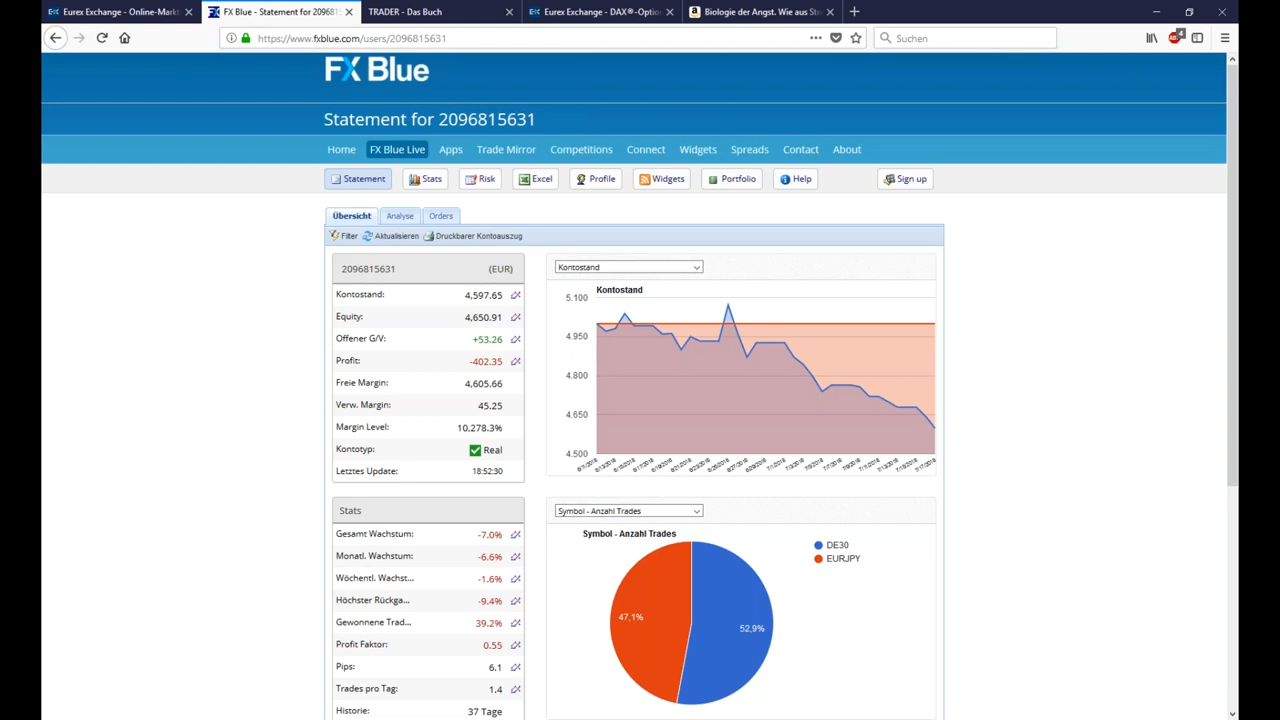 Eurex Exchange - Online-Markt
FX Blue - Statement for 2096815
TRADER - Das Buch
Eurex Exchange - DAX®-Optio
Biologie der Angst. Wie aus Str
https://www.fxblue.com/users/2096815631
Suchen
4
FX Blue
Statement for 2096815631
Home
FX Blue Live
Apps
Trade Mirror
Competitions
Connect
Widgets
Spreads
Contact
About
Statement
Stats
Risk
Excel
Profile
Widgets
Portfolio
Help
Sign up
Übersicht
Analyse
Orders
Filter
Aktualisieren
Druckbarer Kontoauszug
2096815631 (EUR)
Kontostand: 4,597.65
Equity: 4,650.91
Offener G/V: +53.26
Profit: -402.35
Freie Margin: 4,605.66
Verw. Margin: 45.25
Margin Level: 10,278.3%
Kontotyp: Real
Letztes Update: 18:52:30
Kontostand
Kontostand
5.100
4.950
4.800
4.650
4.500
Stats
Gesamt Wachstum: -7.0%
Monatl. Wachstum: -6.6%
Wöchentl. Wachst... -1.6%
Höchster Rückga... -9.4%
Gewonnene Trad... 39.2%
Profit Faktor: 0.55
Pips: 6.1
Trades pro Tag: 1.4
Historie: 37 Tage
Symbol - Anzahl Trades
Symbol - Anzahl Trades
DE30
EURJPY
47,1%
52,9%